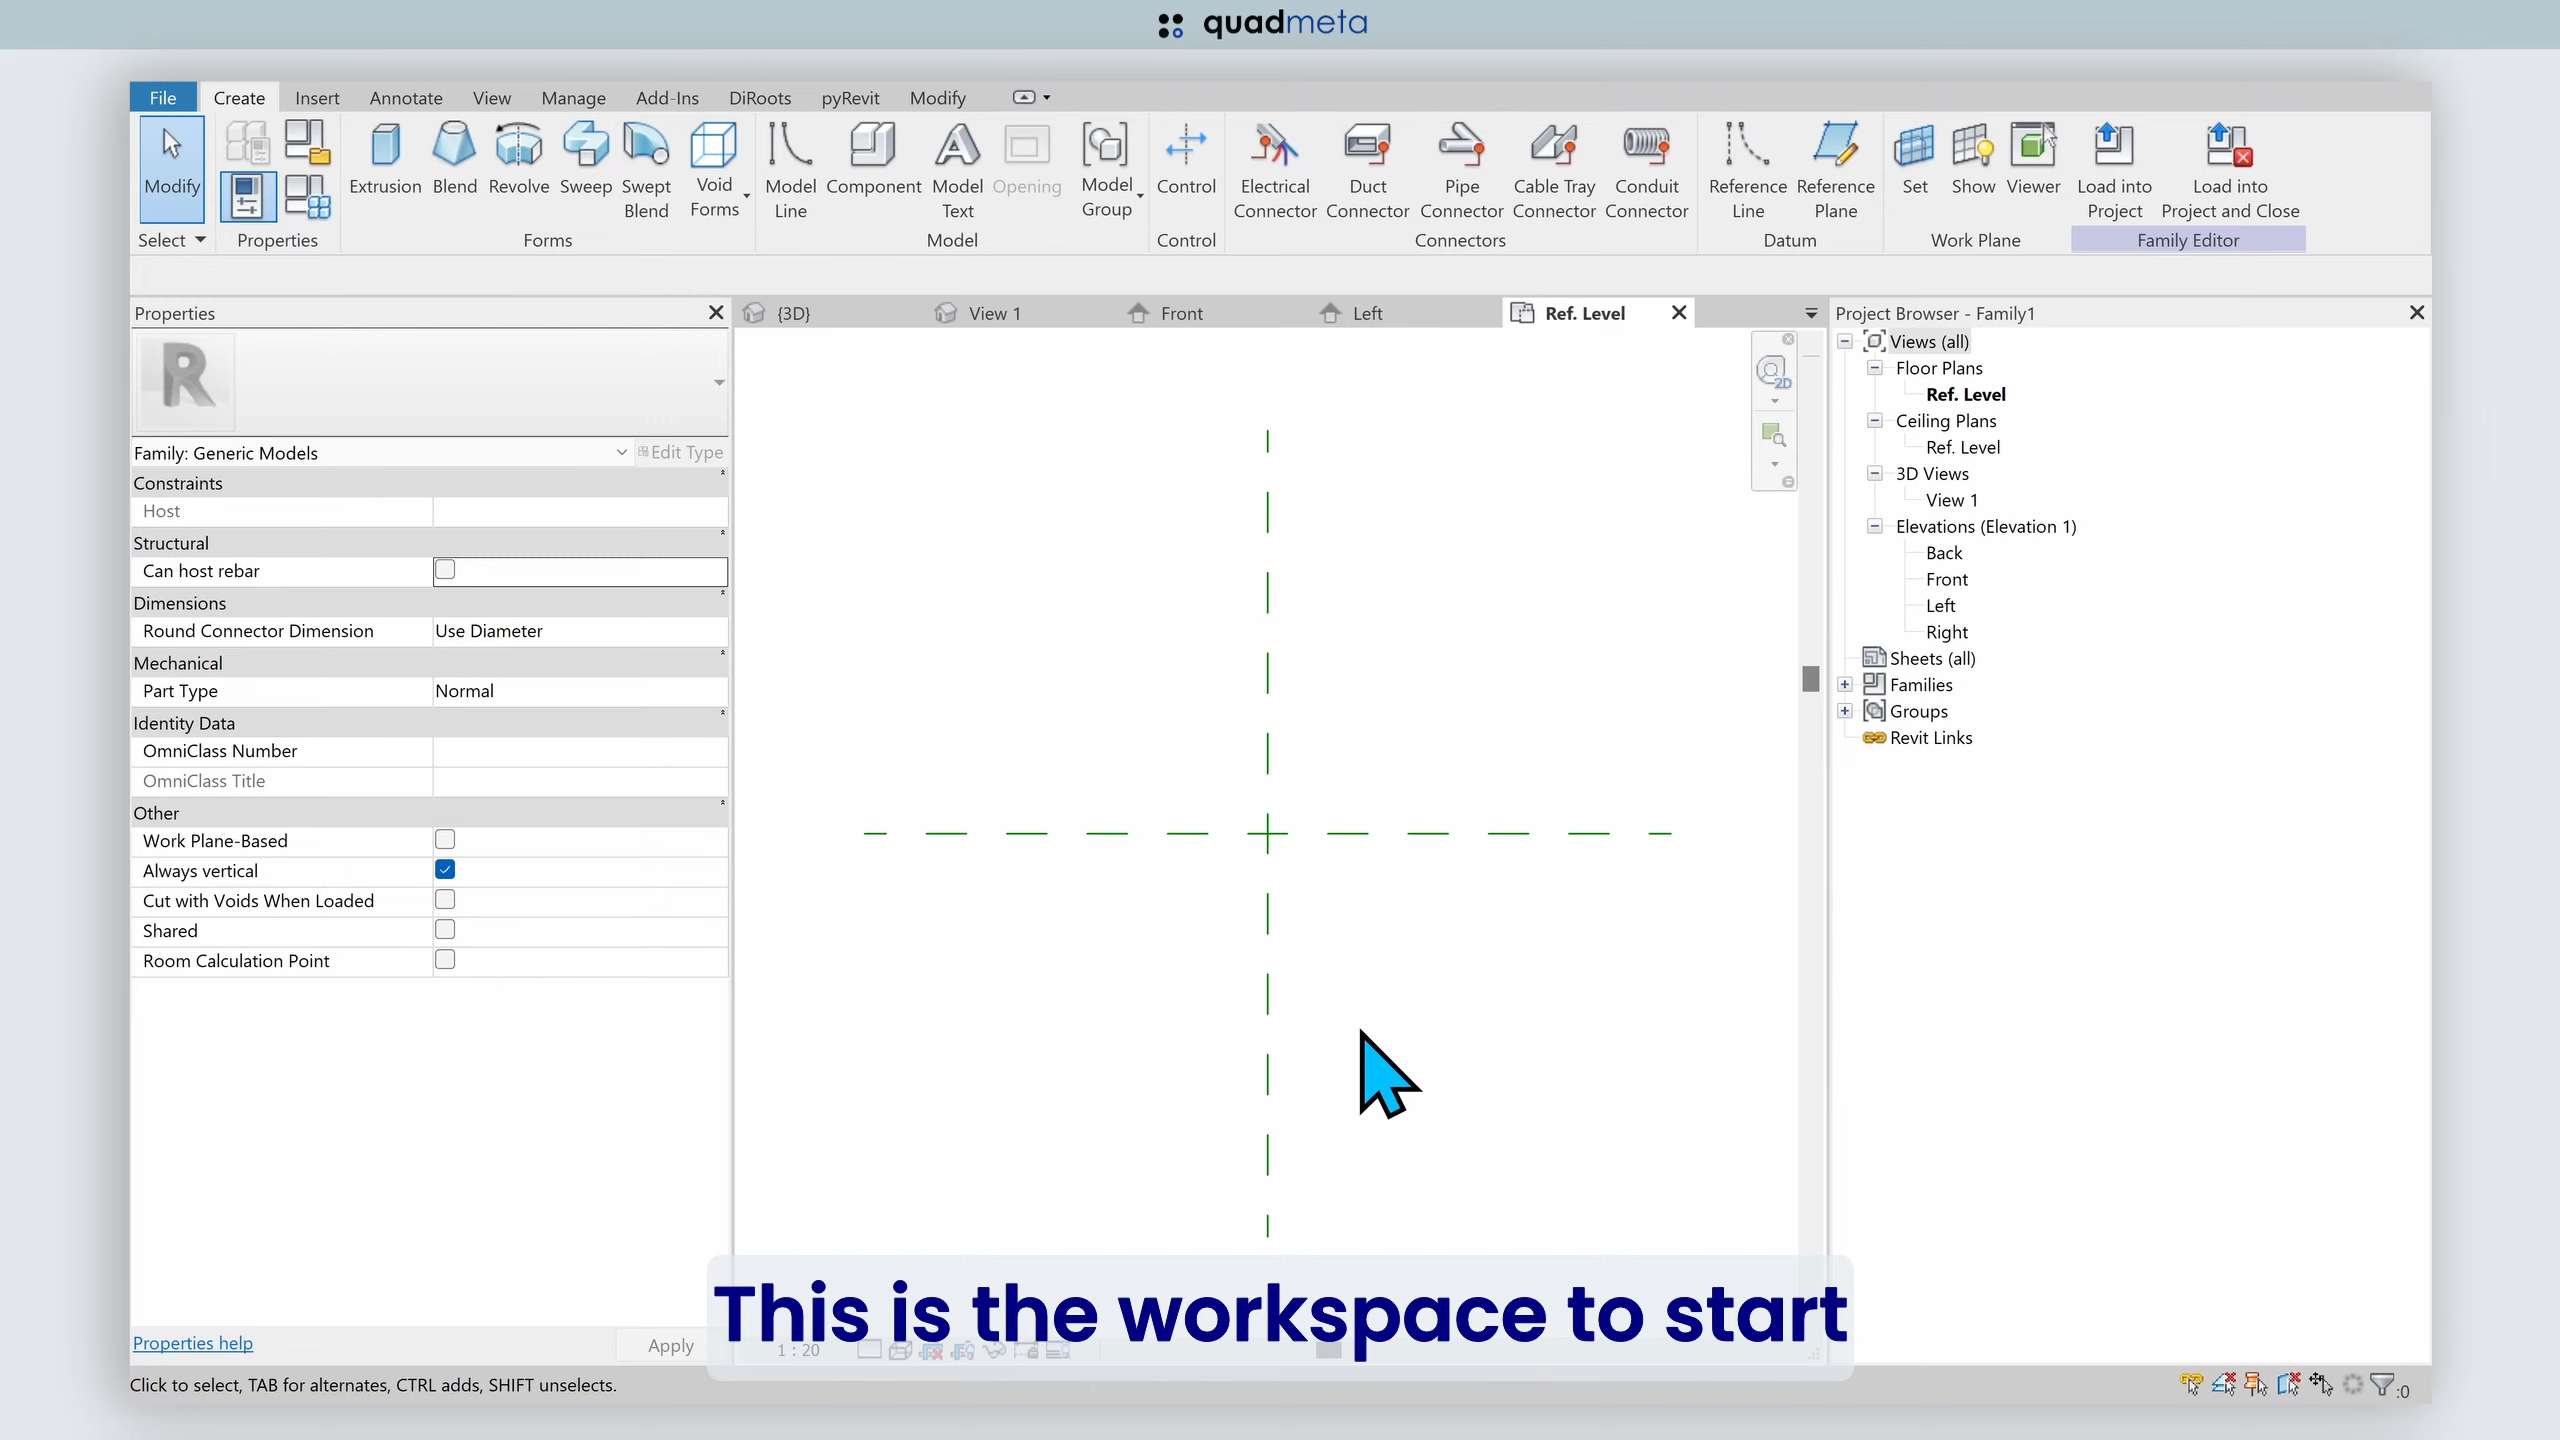 quadmeta
File Create Insert Annotate View Manage Add-Ins DiRoots pyRevit Modify
Modify Extrusion Blend Revolve Sweep Swept Blend Void Forms Model Line Component Model Text Opening Model Group Control Electrical Connector Duct Connector Pipe Connector Cable Tray Connector Conduit Connector Reference Line Reference Plane Set Show Viewer Load into Project Load into Project and Close
Select Properties Forms Model Control Connectors Datum Work Plane Family Editor
Properties
{3D} View 1 Front Left Ref. Level
R
Family: Generic Models Edit Type
Constraints
Host
Structural
Can host rebar
Dimensions
Round Connector Dimension Use Diameter
Mechanical
Part Type Normal
Identity Data
OmniClass Number
OmniClass Title
Other
Work Plane-Based
Always vertical
Cut with Voids When Loaded
Shared
Room Calculation Point
Properties help Apply
2D
Project Browser - Family1
Views (all)
Floor Plans
Ref. Level
Ceiling Plans
Ref. Level
3D Views
View 1
Elevations (Elevation 1)
Back
Front
Left
Right
Sheets (all)
Families
Groups
Revit Links
This is the workspace to start
1 : 20
Click to select, TAB for alternates, CTRL adds, SHIFT unselects.
:0